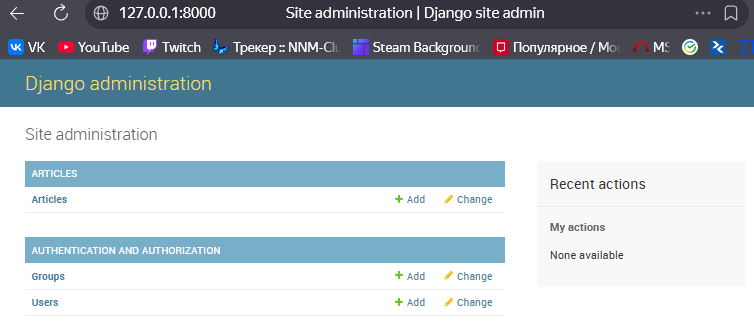 127.0.0.1:8000 Site administration | Django site admin
VK YouTube Twitch Трекер :: NNM-Clu Steam Background Популярное / Мо MS
Django administration
Site administration
ARTICLES
Articles + Add Change
AUTHENTICATION AND AUTHORIZATION
Groups + Add Change
Users + Add Change
Recent actions
My actions
None available